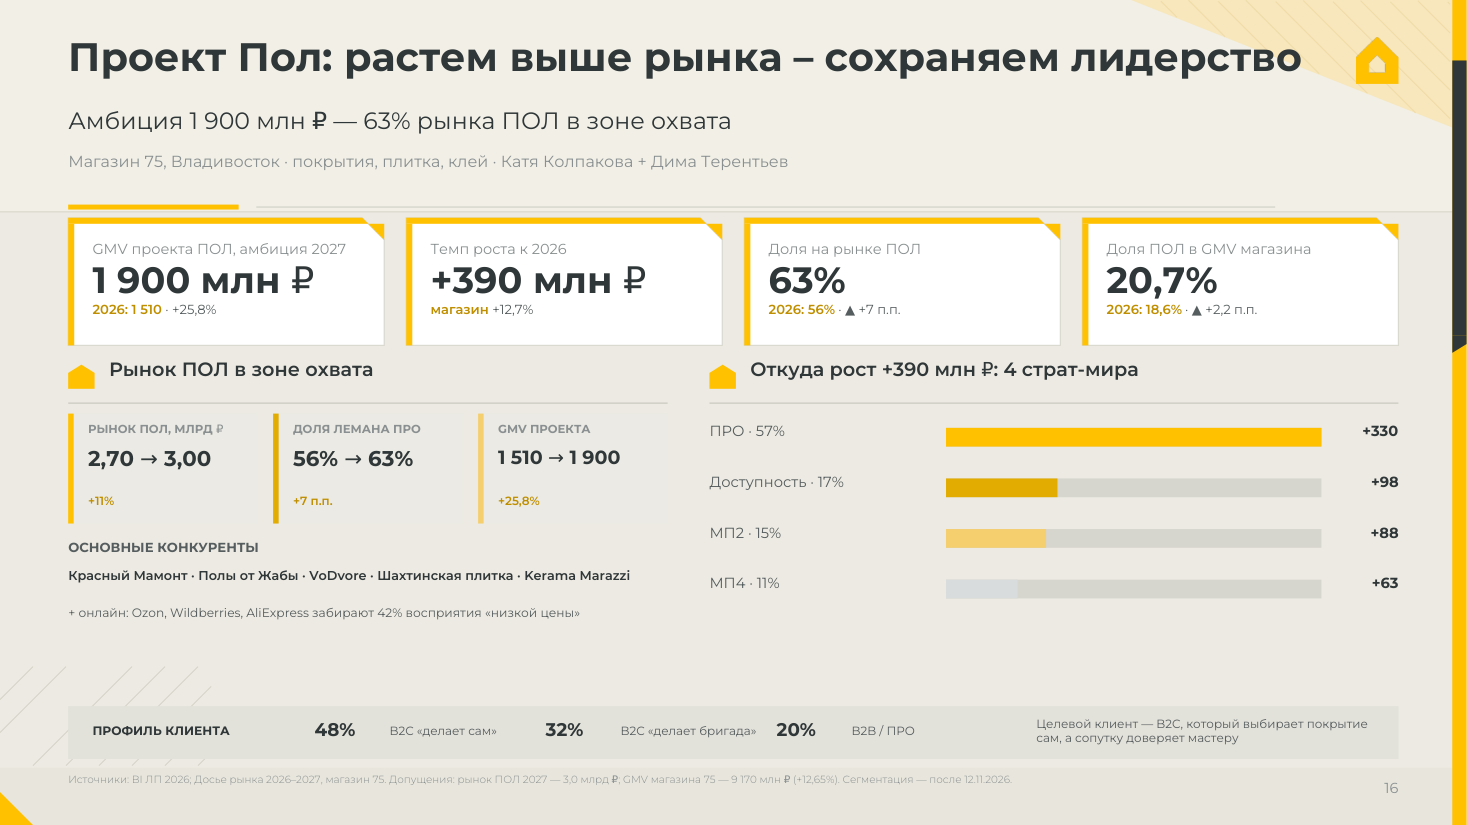 Проект Пол: растем выше рынка – сохраняем лидерство
Амбиция 1 900 млн ₽ — 63% рынка ПОЛ в зоне охвата
Магазин 75, Владивосток · покрытия, плитка, клей · Катя Колпакова + Дима Терентьев
GMV проекта ПОЛ, амбиция 2027
1 900 млн ₽
2026: 1 510 · +25,8%
Темп роста к 2026
+390 млн ₽
магазин +12,7%
Доля на рынке ПОЛ
63%
2026: 56% · ▲ +7 п.п.
Доля ПОЛ в GMV магазина
20,7%
2026: 18,6% · ▲ +2,2 п.п.
Рынок ПОЛ в зоне охвата
РЫНОК ПОЛ, МЛРД ₽
2,70 → 3,00
+11%
ДОЛЯ ЛЕМАНА ПРО
56% → 63%
+7 п.п.
GMV ПРОЕКТА
1 510 → 1 900
+25,8%
ОСНОВНЫЕ КОНКУРЕНТЫ
Красный Мамонт · Полы от Жабы · VoDvore · Шахтинская плитка · Kerama Marazzi
+ онлайн: Ozon, Wildberries, AliExpress забирают 42% восприятия «низкой цены»
Откуда рост +390 млн ₽: 4 страт-мира
ПРО · 57% +330
Доступность · 17% +98
МП2 · 15% +88
МП4 · 11% +63
ПРОФИЛЬ КЛИЕНТА 48% B2C «делает сам» 32% B2C «делает бригада» 20% B2B / ПРО
Целевой клиент — B2C, который выбирает покрытие
сам, а сопутку доверяет мастеру
Источники: BI ЛП 2026; Досье рынка 2026–2027, магазин 75. Допущения: рынок ПОЛ 2027 — 3,0 млрд ₽; GMV магазина 75 — 9 170 млн ₽ (+12,65%). Сегментация — после 12.11.2026.
16